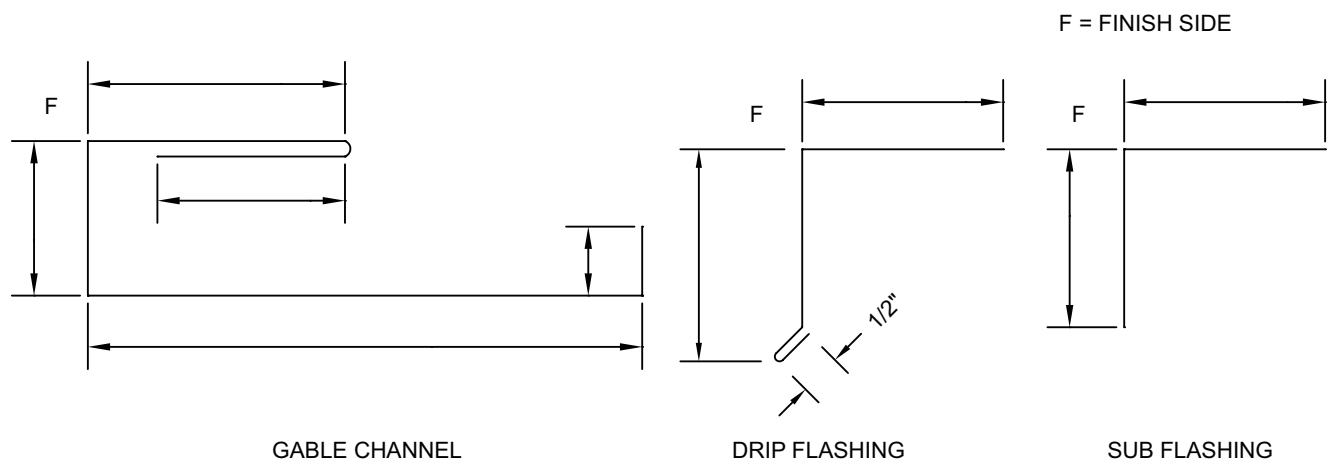 F = FINISH SIDE
F
F
F
1/2"
GABLE CHANNEL
DRIP FLASHING
SUB FLASHING